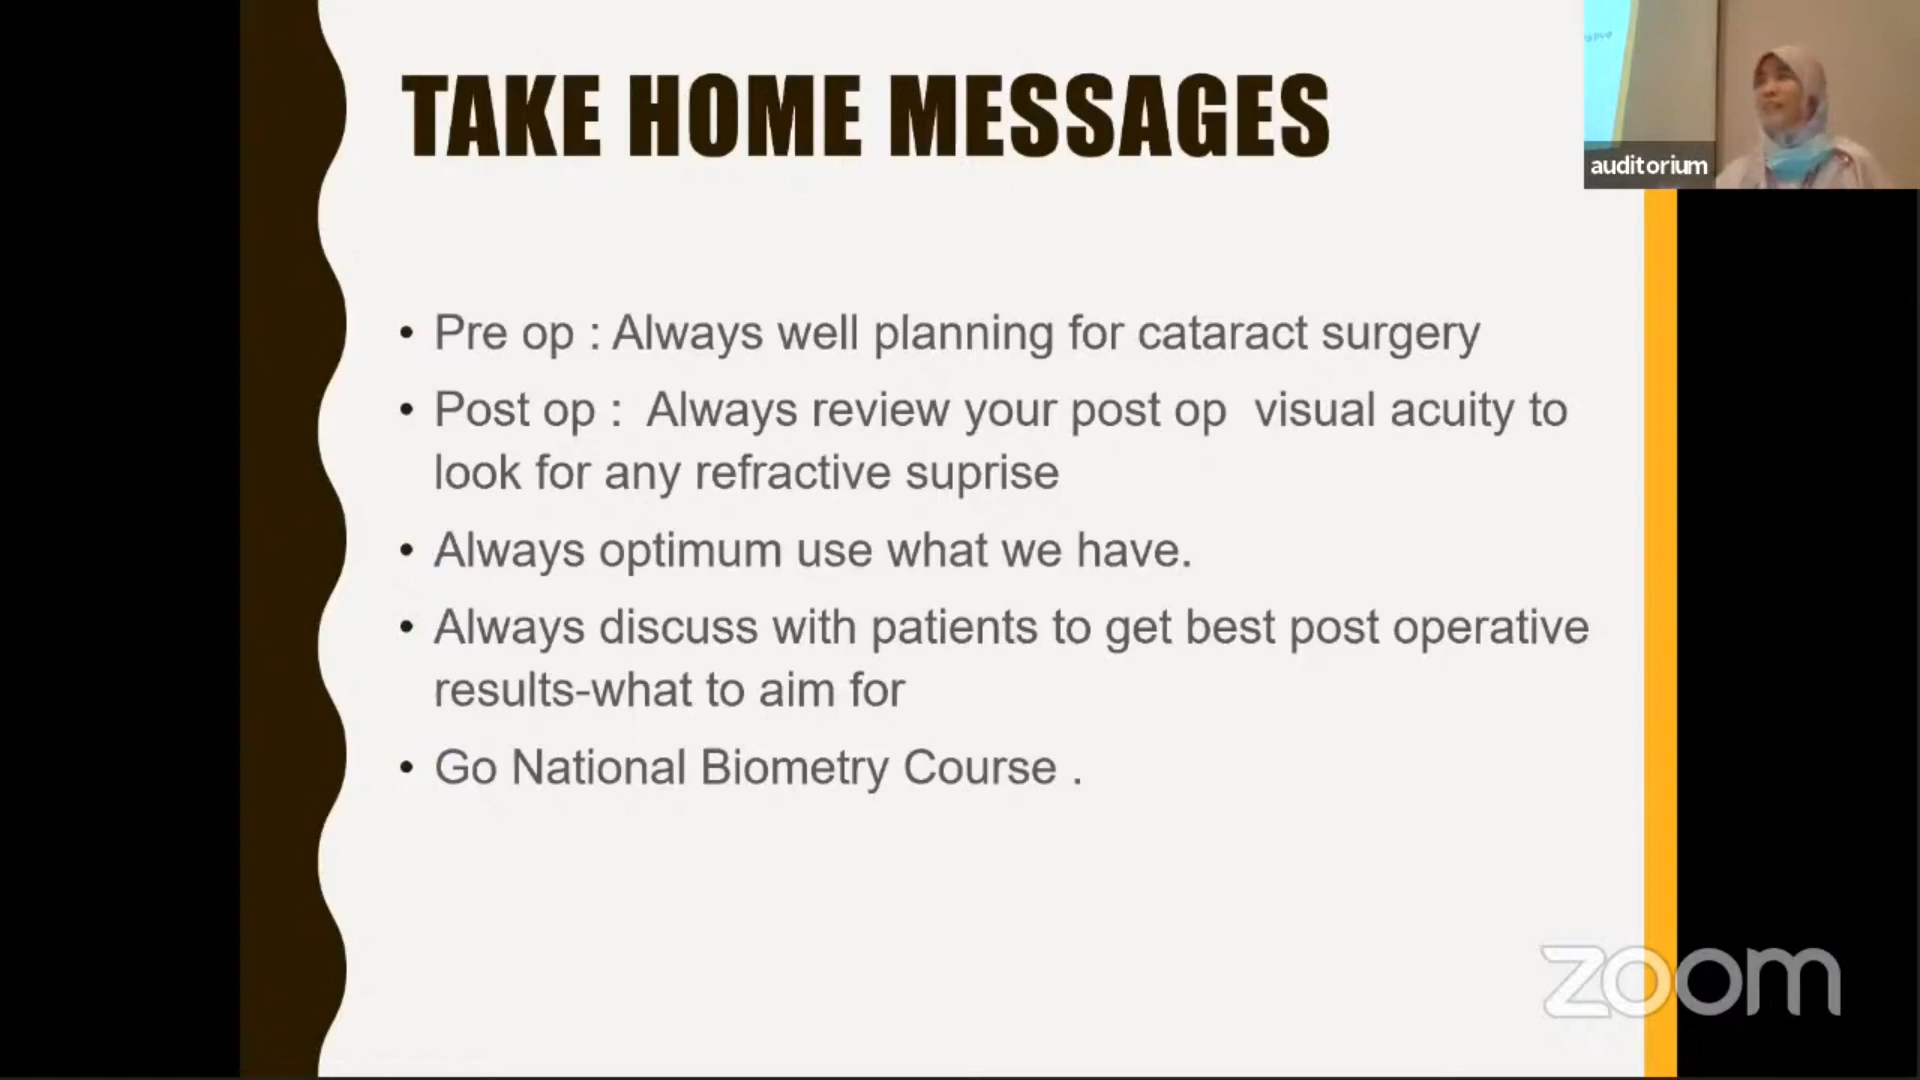 TAKE HOME MESSAGES
auditorium
• Pre op : Always well planning for cataract surgery
• Post op :  Always review your post op  visual acuity to
look for any refractive suprise
• Always optimum use what we have.
• Always discuss with patients to get best post operative
results-what to aim for
• Go National Biometry Course .
zoom